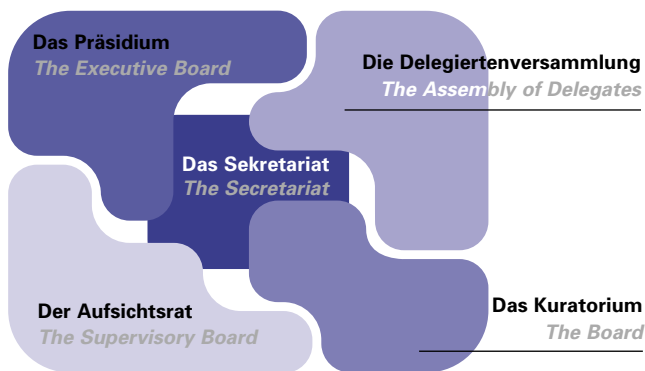 Das Präsidium
The Executive Board
Die Delegiertenversammlung
The Assembly of Delegates
Das Sekretariat
The Secretariat
Der Aufsichtsrat
The Supervisory Board
Das Kuratorium
The Board